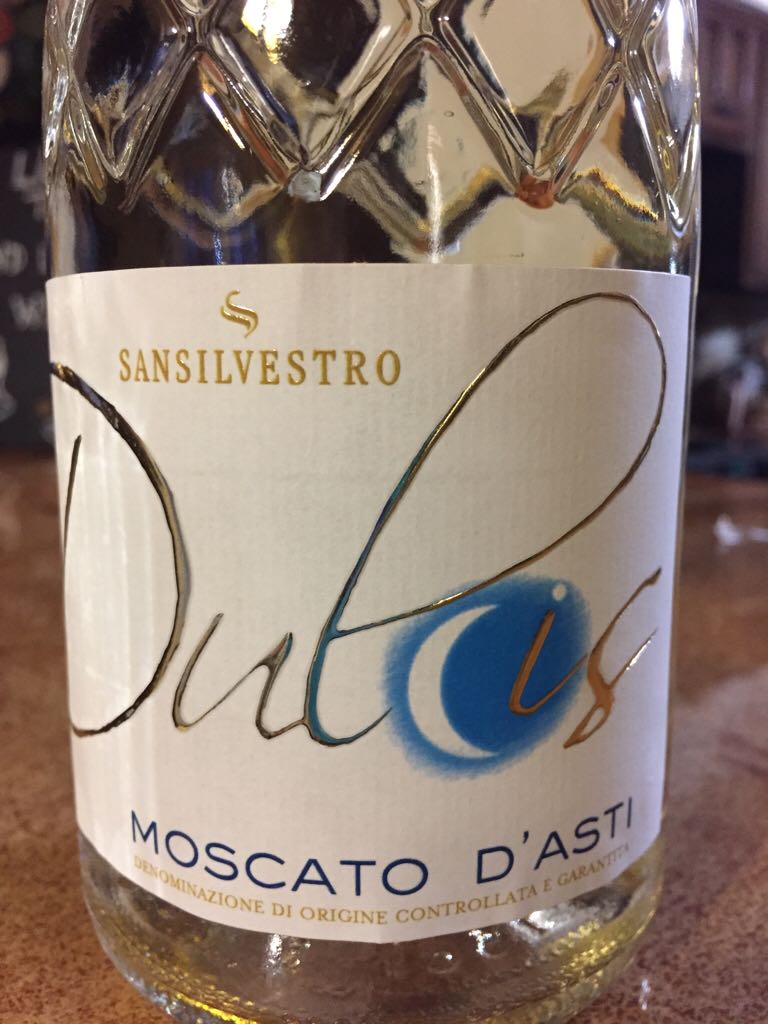 SANSILVESTRO
Dulcis
MOSCATO D'ASTI
DENOMINAZIONE DI ORIGINE CONTROLLATA E GARANTITA